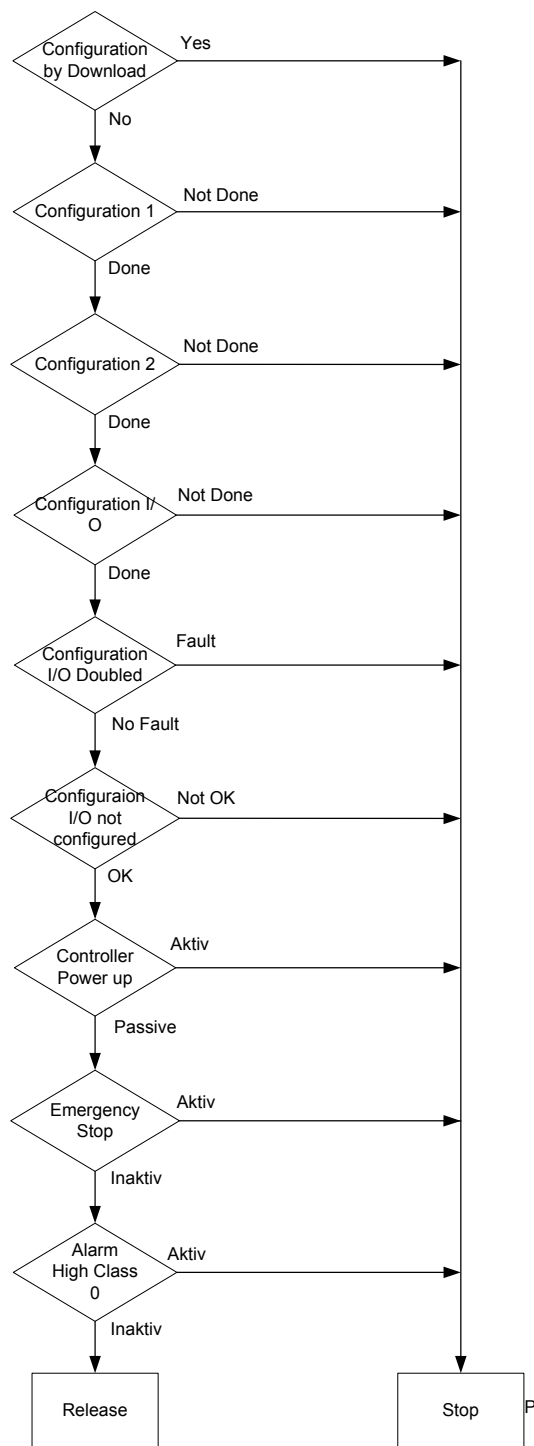 Configuration
by Download
Yes
No
Configuration 1
Not Done
Done
Configuration 2
Not Done
Done
Configuration I/
O
Not Done
Done
Configuration
I/O Doubled
Fault
No Fault
Configuraion
I/O not
configured
Not OK
OK
Controller
Power up
Aktiv
Passive
Emergency
Stop
Aktiv
Inaktiv
Alarm
High Class
0
Aktiv
Inaktiv
Release
Stop
P